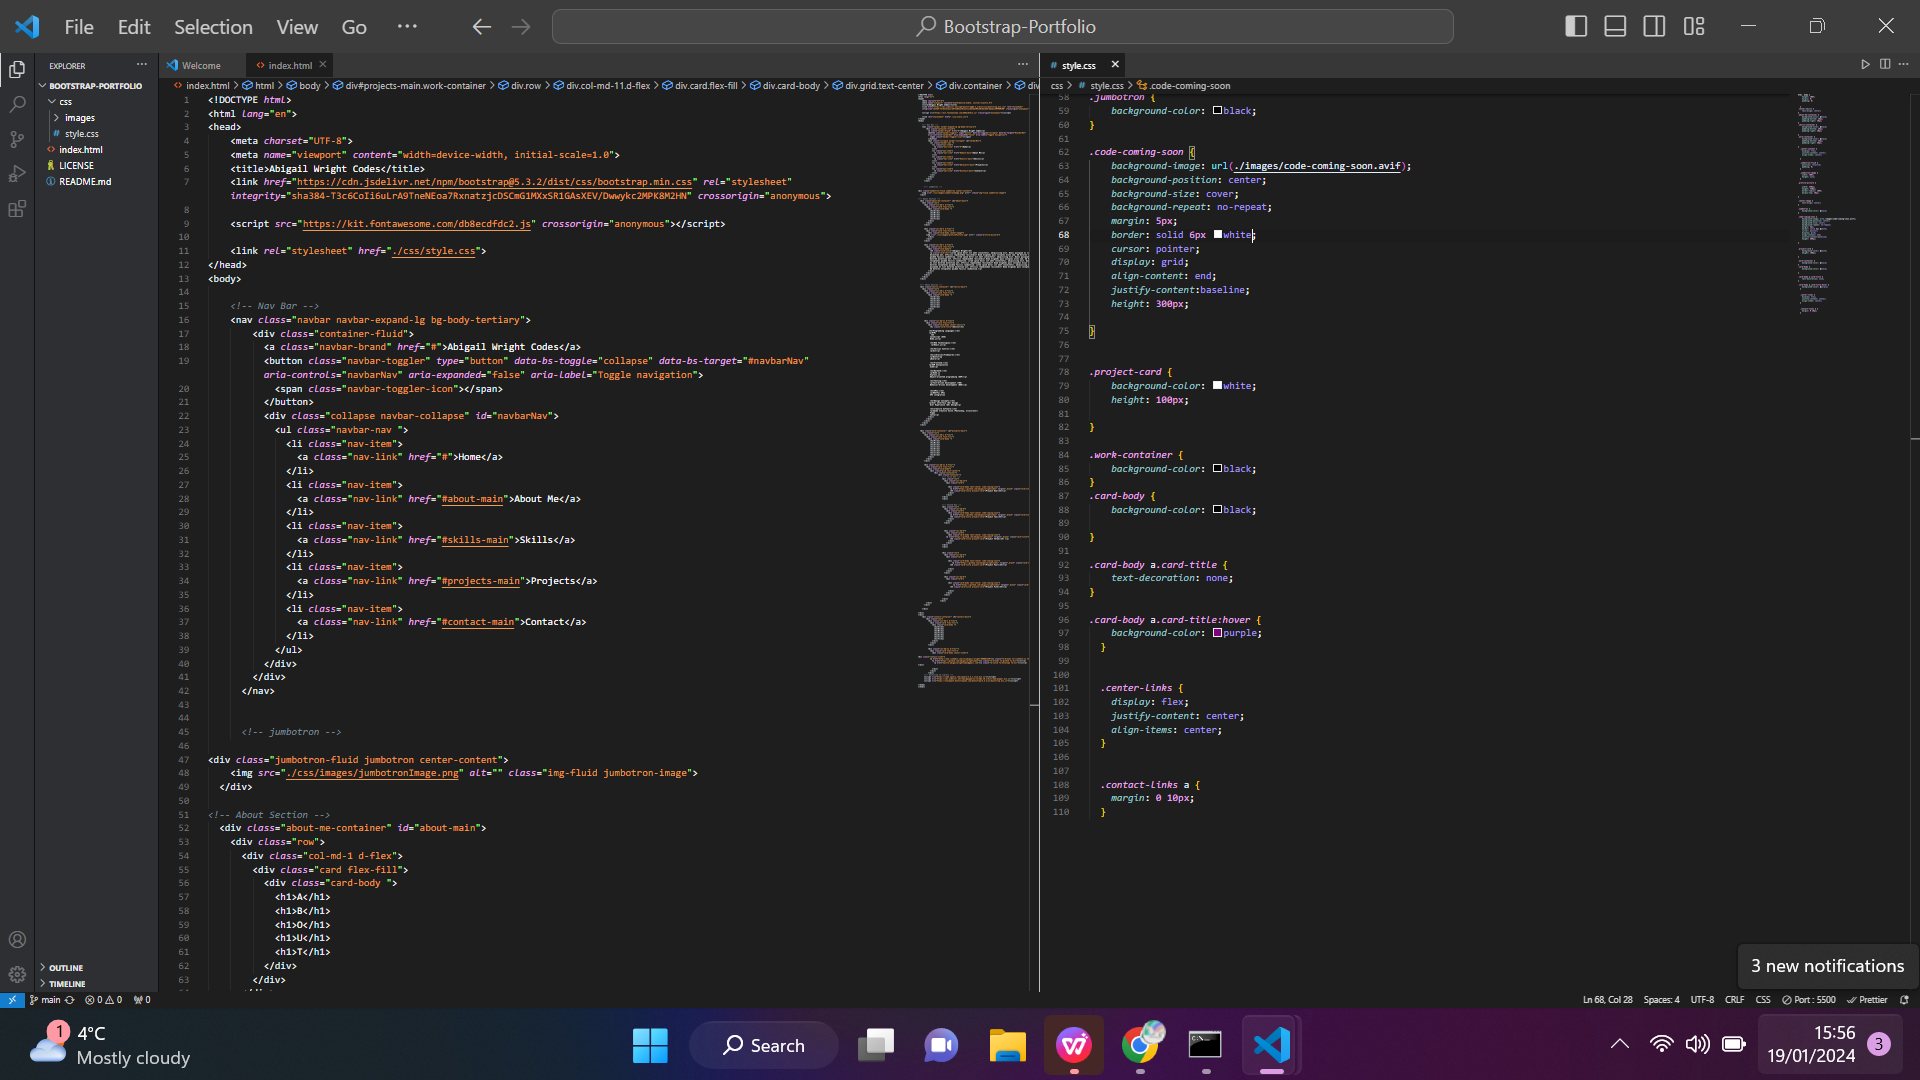 File Edit Selection View Go ···
Bootstrap-Portfolio
EXPLORER
BOOTSTRAP-PORTFOLIO
css
images
# style.css
<> index.html
LICENSE
README.md
OUTLINE
TIMELINE
Welcome
<> index.html
index.html > html > body > div#projects-main.work-container > div.row > div.col-md-11.d-flex > div.card.flex-fill > div.card-body > div.grid.text-center > div.container > div
1 <!DOCTYPE html>
2 <html lang="en">
3 <head>
4 <meta charset="UTF-8">
5 <meta name="viewport" content="width=device-width, initial-scale=1.0">
6 <title>Abigail Wright Codes</title>
7 <link href="https://cdn.jsdelivr.net/npm/bootstrap@5.3.2/dist/css/bootstrap.min.css" rel="stylesheet"
integrity="sha384-T3c6CoIi6uLrA9TneNEoa7RxnatzjcDSCmG1MXxSR1GAsXEV/Dwwykc2MPK8M2HN" crossorigin="anonymous">
8
9 <script src="https://kit.fontawesome.com/db8ecdfdc2.js" crossorigin="anonymous"></script>
10
11 <link rel="stylesheet" href="./css/style.css">
12 </head>
13 <body>
14
15 <!-- Nav Bar -->
16 <nav class="navbar navbar-expand-lg bg-body-tertiary">
17 <div class="container-fluid">
18 <a class="navbar-brand" href="#">Abigail Wright Codes</a>
19 <button class="navbar-toggler" type="button" data-bs-toggle="collapse" data-bs-target="#navbarNav"
aria-controls="navbarNav" aria-expanded="false" aria-label="Toggle navigation">
20 <span class="navbar-toggler-icon"></span>
21 </button>
22 <div class="collapse navbar-collapse" id="navbarNav">
23 <ul class="navbar-nav ">
24 <li class="nav-item">
25 <a class="nav-link" href="#">Home</a>
26 </li>
27 <li class="nav-item">
28 <a class="nav-link" href="#about-main">About Me</a>
29 </li>
30 <li class="nav-item">
31 <a class="nav-link" href="#skills-main">Skills</a>
32 </li>
33 <li class="nav-item">
34 <a class="nav-link" href="#projects-main">Projects</a>
35 </li>
36 <li class="nav-item">
37 <a class="nav-link" href="#contact-main">Contact</a>
38 </li>
39 </ul>
40 </div>
41 </div>
42 </nav>
43
44
45 <!-- jumbotron -->
46
47 <div class="jumbotron-fluid jumbotron center-content">
48 <img src="./css/images/jumbotronImage.png" alt="" class="img-fluid jumbotron-image">
49 </div>
50
51 <!-- About Section -->
52 <div class="about-me-container" id="about-main">
53 <div class="row">
54 <div class="col-md-1 d-flex">
55 <div class="card flex-fill">
56 <div class="card-body ">
57 <h1>A</h1>
58 <h1>B</h1>
59 <h1>O</h1>
60 <h1>U</h1>
61 <h1>T</h1>
62 </div>
63 </div>
# style.css
css > # style.css > .code-coming-soon
58 .jumbotron {
59 background-color: black;
60 }
61
62 .code-coming-soon {
63 background-image: url(./images/code-coming-soon.avif);
64 background-position: center;
65 background-size: cover;
66 background-repeat: no-repeat;
67 margin: 5px;
68 border: solid 6px white;
69 cursor: pointer;
70 display: grid;
71 align-content: end;
72 justify-content:baseline;
73 height: 300px;
74
75 }
76
77
78 .project-card {
79 background-color: white;
80 height: 100px;
81
82 }
83
84 .work-container {
85 background-color: black;
86 }
87 .card-body {
88 background-color: black;
89
90 }
91
92 .card-body a.card-title {
93 text-decoration: none;
94 }
95
96 .card-body a.card-title:hover {
97 background-color: purple;
98 }
99
100
101 .center-links {
102 display: flex;
103 justify-content: center;
104 align-items: center;
105 }
106
107
108 .contact-links a {
109 margin: 0 10px;
110 }
3 new notifications
main 0 0 0
Ln 68, Col 28 Spaces: 4 UTF-8 CRLF CSS Port : 5500 Prettier
1
4°C
Mostly cloudy
Search
15:56
19/01/2024
3